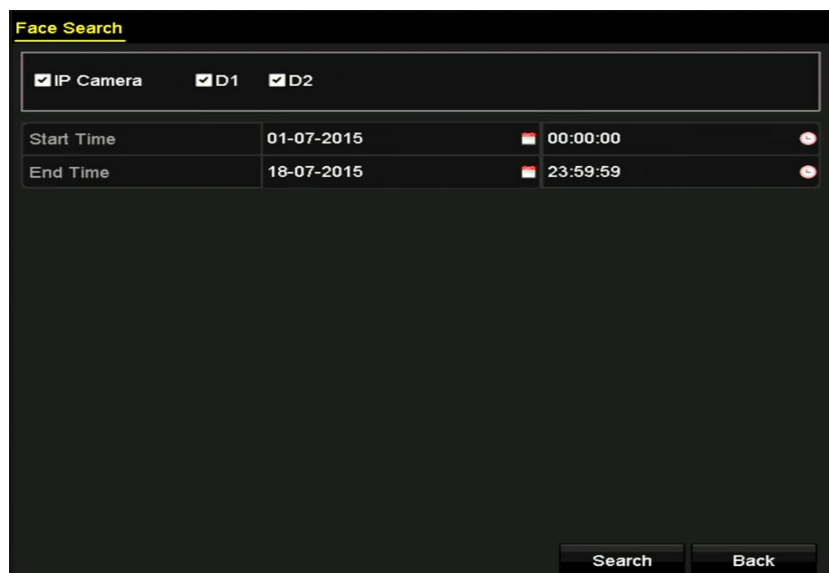 Face Search
IP Camera D1 D2
Start Time 01-07-2015 00:00:00
End Time 18-07-2015 23:59:59
Search Back